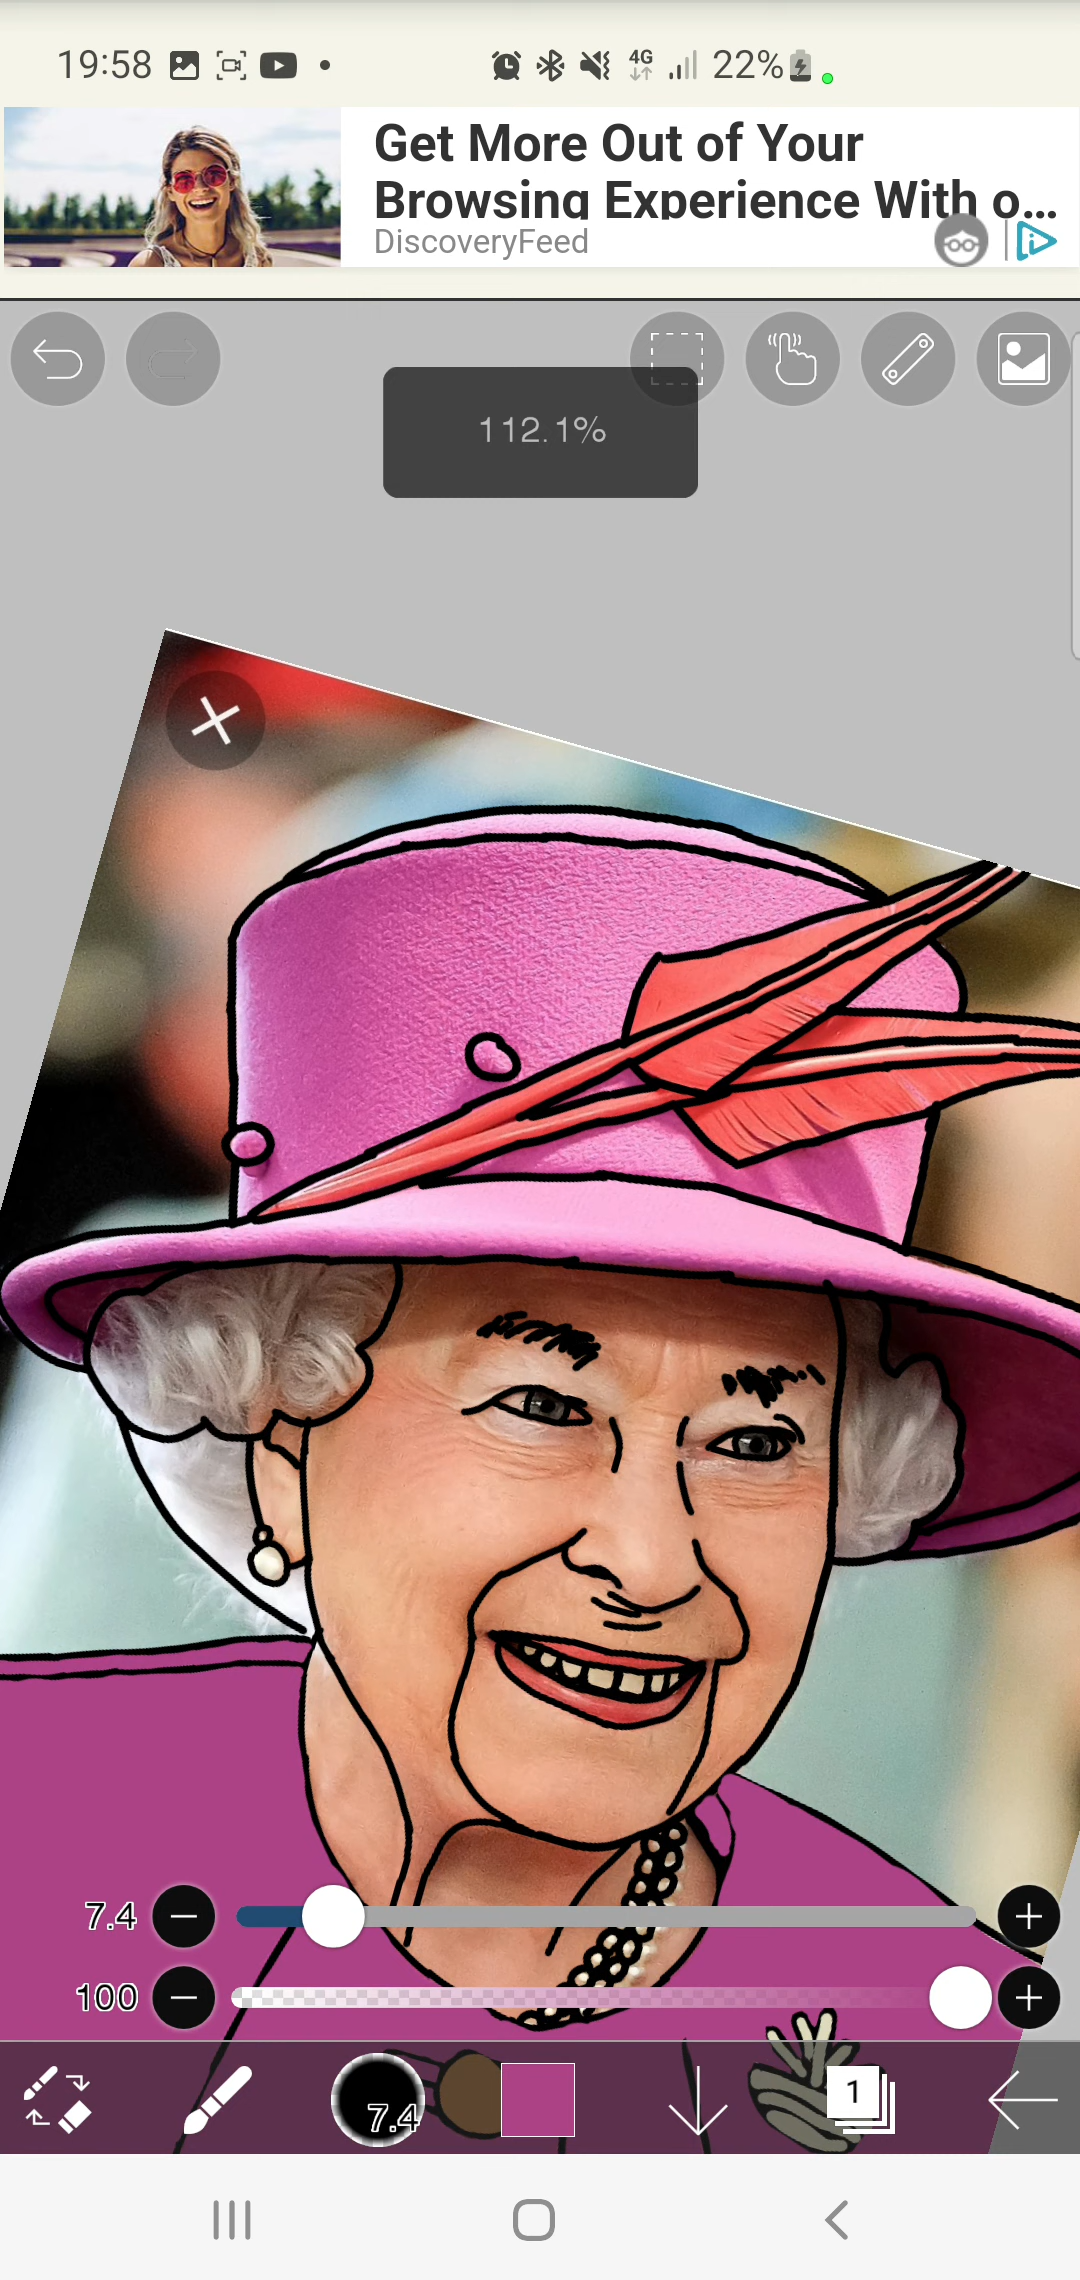 19:58
4G
22%
Get More Out of Your
Browsing Experience With o...
DiscoveryFeed
112.1%
7.4
100
7.4
1